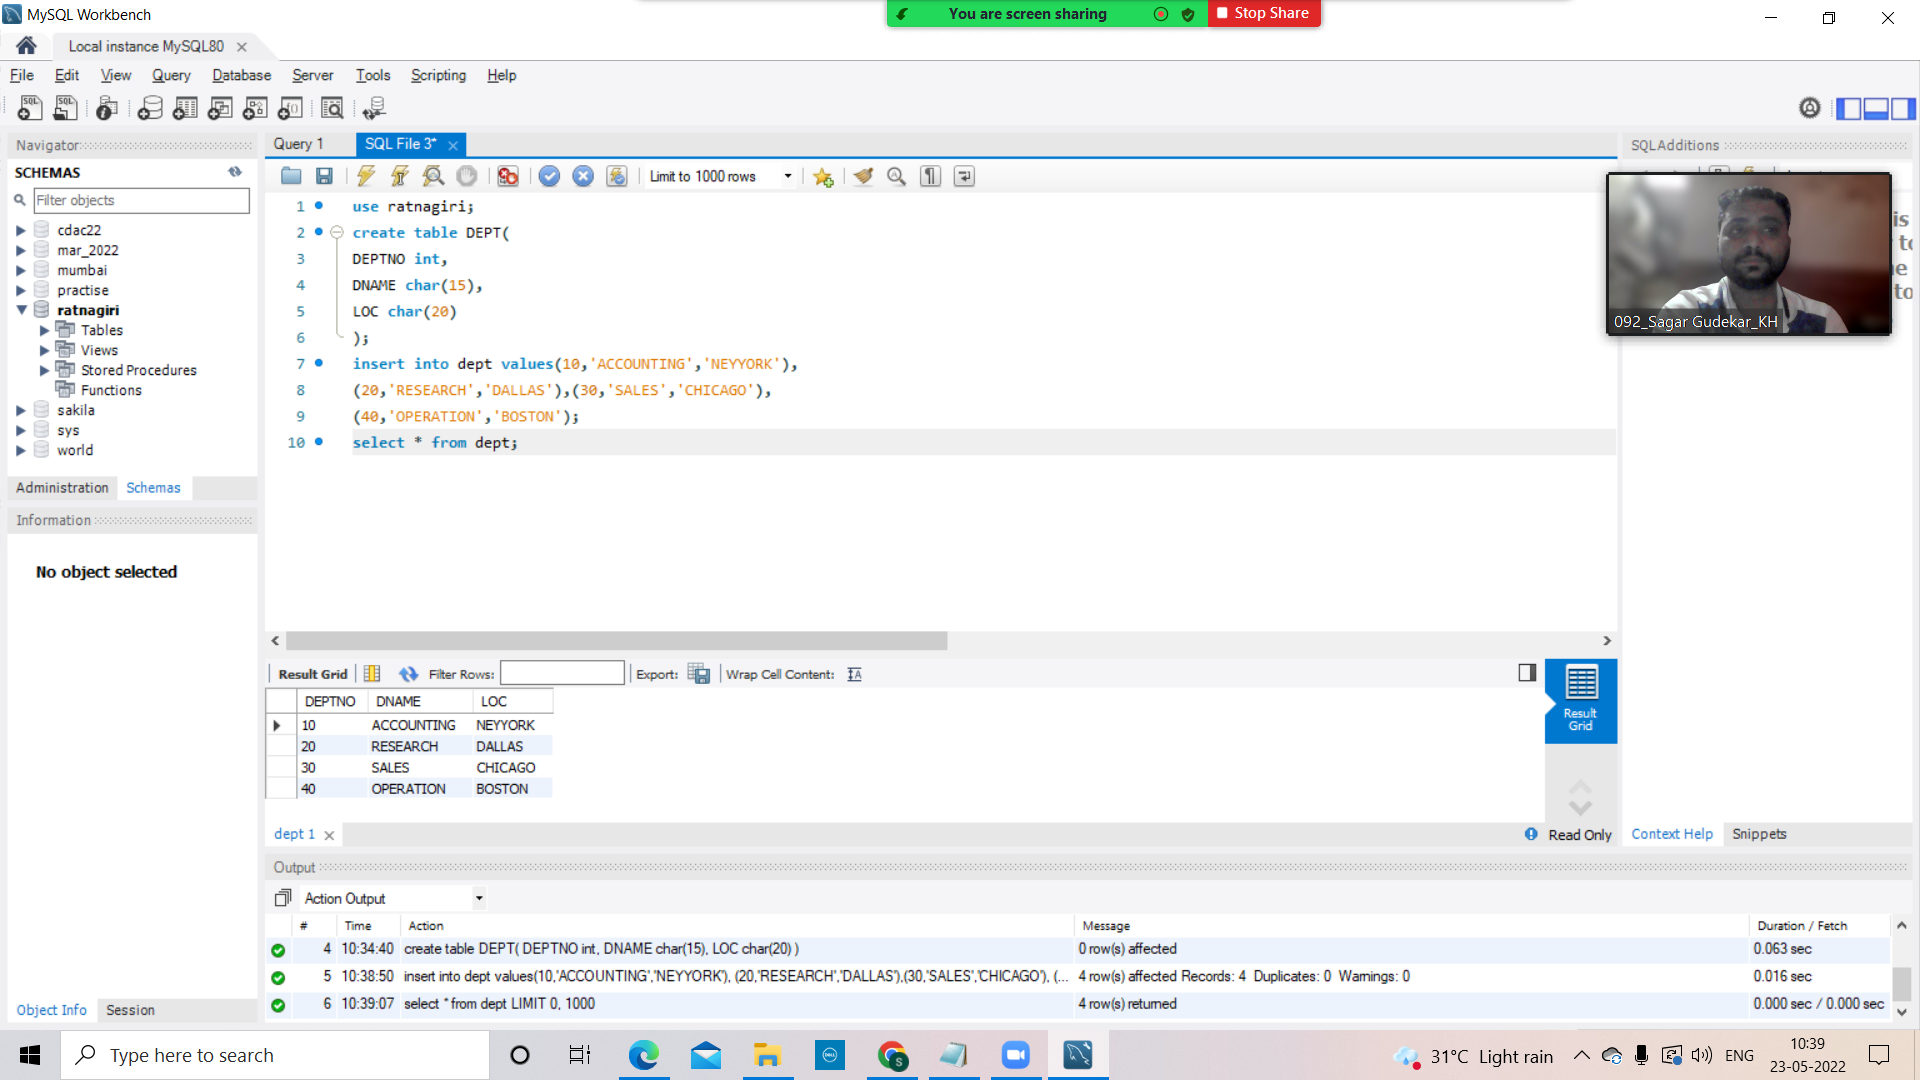 MySQL Workbench
You are screen sharing
Stop Share
Local instance MySQL80
File Edit View Query Database Server Tools Scripting Help
Navigator
SCHEMAS
Filter objects
cdac22
mar_2022
mumbai
practise
ratnagiri
Tables
Views
Stored Procedures
Functions
sakila
sys
world
Administration Schemas
Information
No object selected
Object Info Session
Query 1 SQL File 3*
Limit to 1000 rows
1 use ratnagiri;
2 create table DEPT(
3 DEPTNO int,
4 DNAME char(15),
5 LOC char(20)
6 );
7 insert into dept values(10,'ACCOUNTING','NEYYORK'),
8 (20,'RESEARCH','DALLAS'),(30,'SALES','CHICAGO'),
9 (40,'OPERATION','BOSTON');
10 select * from dept;
SQLAdditions
is
to
092_Sagar Gudekar_KH
Result Grid Filter Rows: Export: Wrap Cell Content:
DEPTNO DNAME LOC
10 ACCOUNTING NEYYORK
20 RESEARCH DALLAS
30 SALES CHICAGO
40 OPERATION BOSTON
Result
Grid
dept 1
Read Only
Context Help Snippets
Output
Action Output
# Time Action Message Duration / Fetch
4 10:34:40 create table DEPT( DEPTNO int, DNAME char(15), LOC char(20) ) 0 row(s) affected 0.063 sec
5 10:38:50 insert into dept values(10,'ACCOUNTING','NEYYORK'), (20,'RESEARCH','DALLAS'),(30,'SALES','CHICAGO'), (... 4 row(s) affected Records: 4 Duplicates: 0 Warnings: 0 0.016 sec
6 10:39:07 select * from dept LIMIT 0, 1000 4 row(s) returned 0.000 sec / 0.000 sec
Type here to search
31°C Light rain
ENG
10:39
23-05-2022